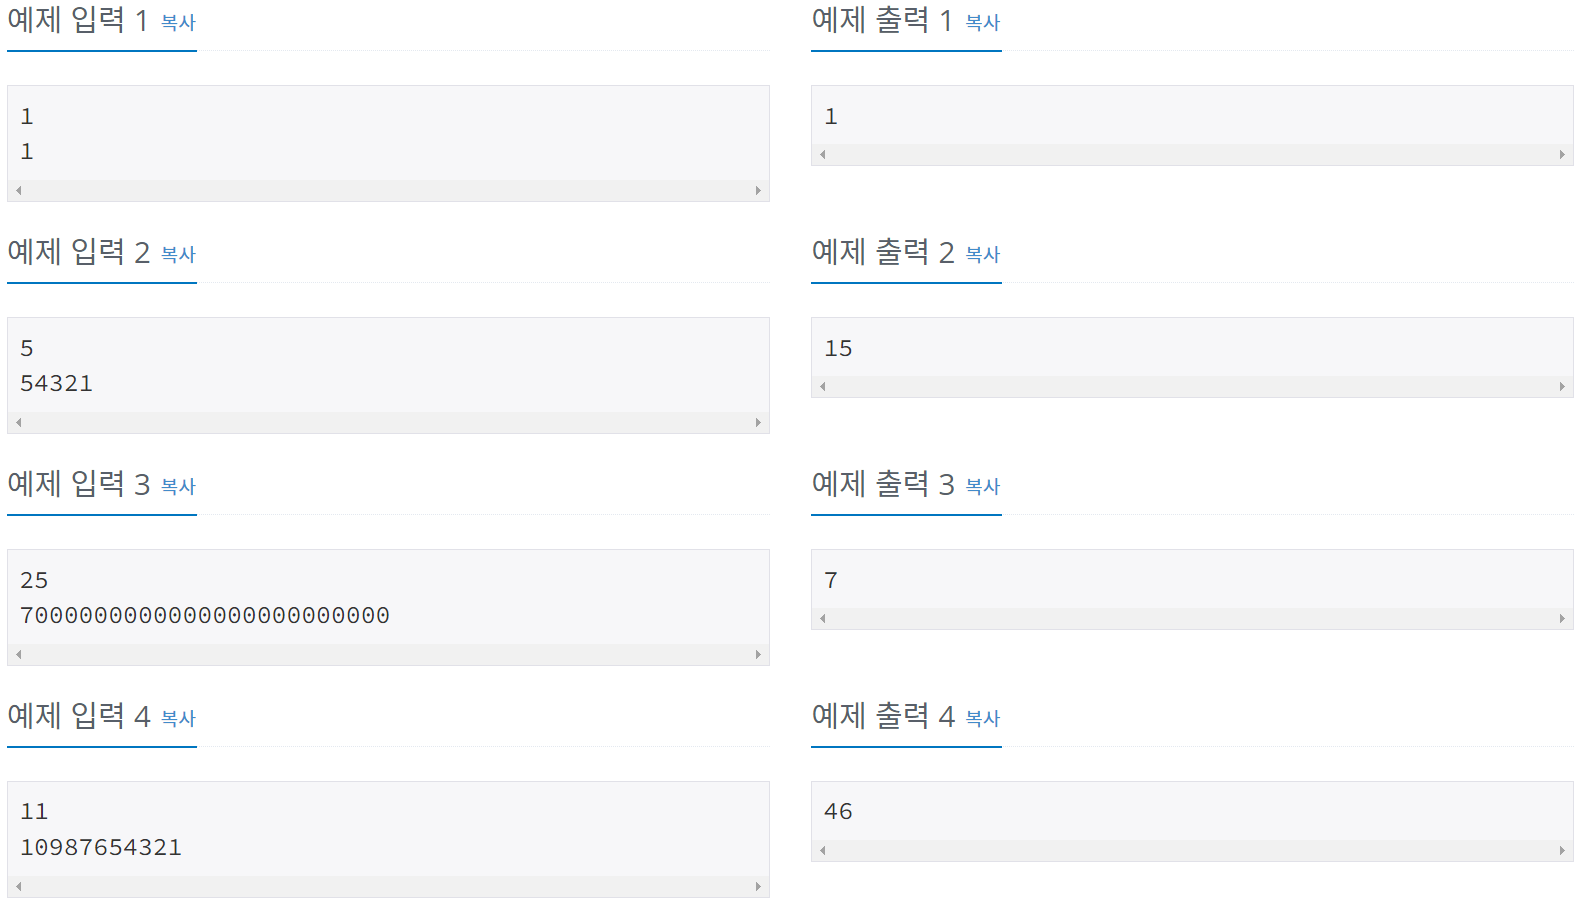 예제 입력 1 복사
1
1
예제 출력 1 복사
1
예제 입력 2 복사
5
54321
예제 출력 2 복사
15
예제 입력 3 복사
25
7000000000000000000000000
예제 출력 3 복사
7
예제 입력 4 복사
11
10987654321
예제 출력 4 복사
46